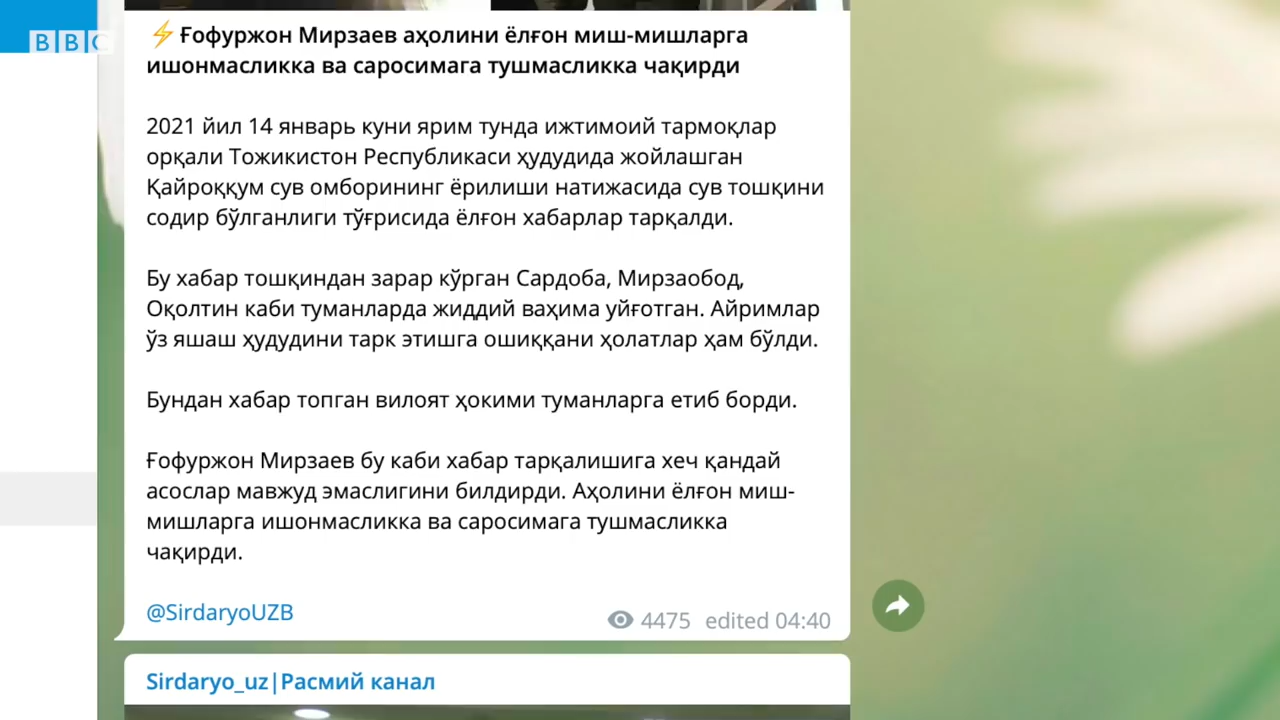 BBC
⚡Ғофуржон Мирзаев аҳолини ёлғон миш-мишларга
ишонмасликка ва саросимага тушмасликка чақирди
2021 йил 14 январь куни ярим тунда ижтимоий тармоқлар
орқали Тожикистон Республикаси ҳудудида жойлашган
Қайроққум сув омборининг ёрилиши натижасида сув тошқини
содир бўлганлиги тўғрисида ёлғон хабарлар тарқалди.
Бу хабар тошқиндан зарар кўрган Сардоба, Мирзаобод,
Оқолтин каби туманларда жиддий ваҳима уйғотган. Айримлар
ўз яшаш ҳудудини тарк этишга ошиққани ҳолатлар ҳам бўлди.
Бундан хабар топган вилоят ҳокими туманларга етиб борди.
Ғофуржон Мирзаев бу каби хабар тарқалишига хеч қандай
асослар мавжуд эмаслигини билдирди. Аҳолини ёлғон миш-
мишларга ишонмасликка ва саросимага тушмасликка
чақирди.
@SirdaryoUZB
4475 edited 04:40
Sirdaryo_uz|Расмий канал